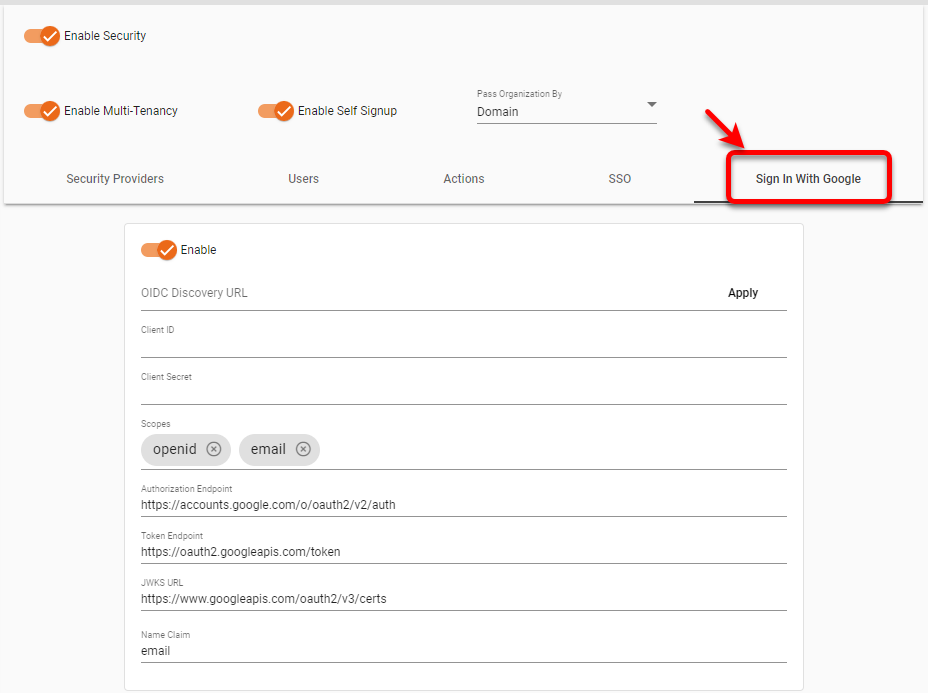 Enable Security
Enable Multi-Tenancy
Enable Self Signup
Pass Organization By
Domain
Security Providers
Users
Actions
SSO
Sign In With Google
Enable
OIDC Discovery URL
Apply
Client ID
Client Secret
Scopes
openid
email
Authorization Endpoint
https://accounts.google.com/o/oauth2/v2/auth
Token Endpoint
https://oauth2.googleapis.com/token
JWKS URL
https://www.googleapis.com/oauth2/v3/certs
Name Claim
email